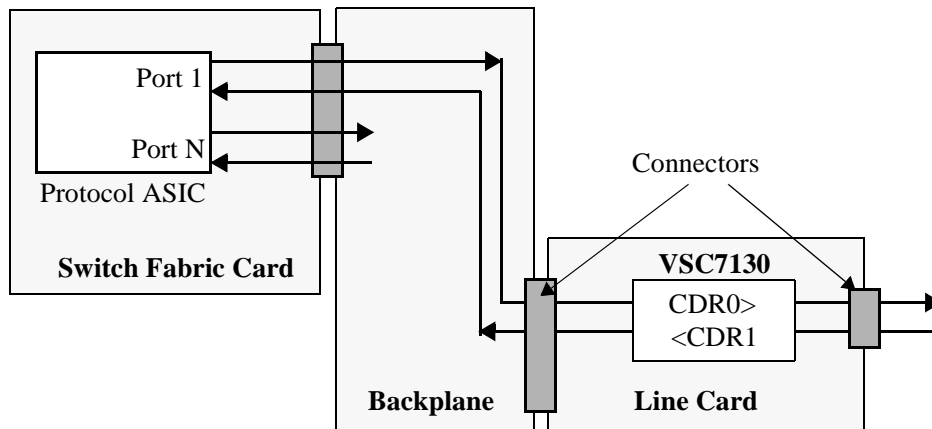 Port 1
Port N
Protocol ASIC
Switch Fabric Card
Connectors
VSC7130
CDR0>
<CDR1
Backplane
Line Card